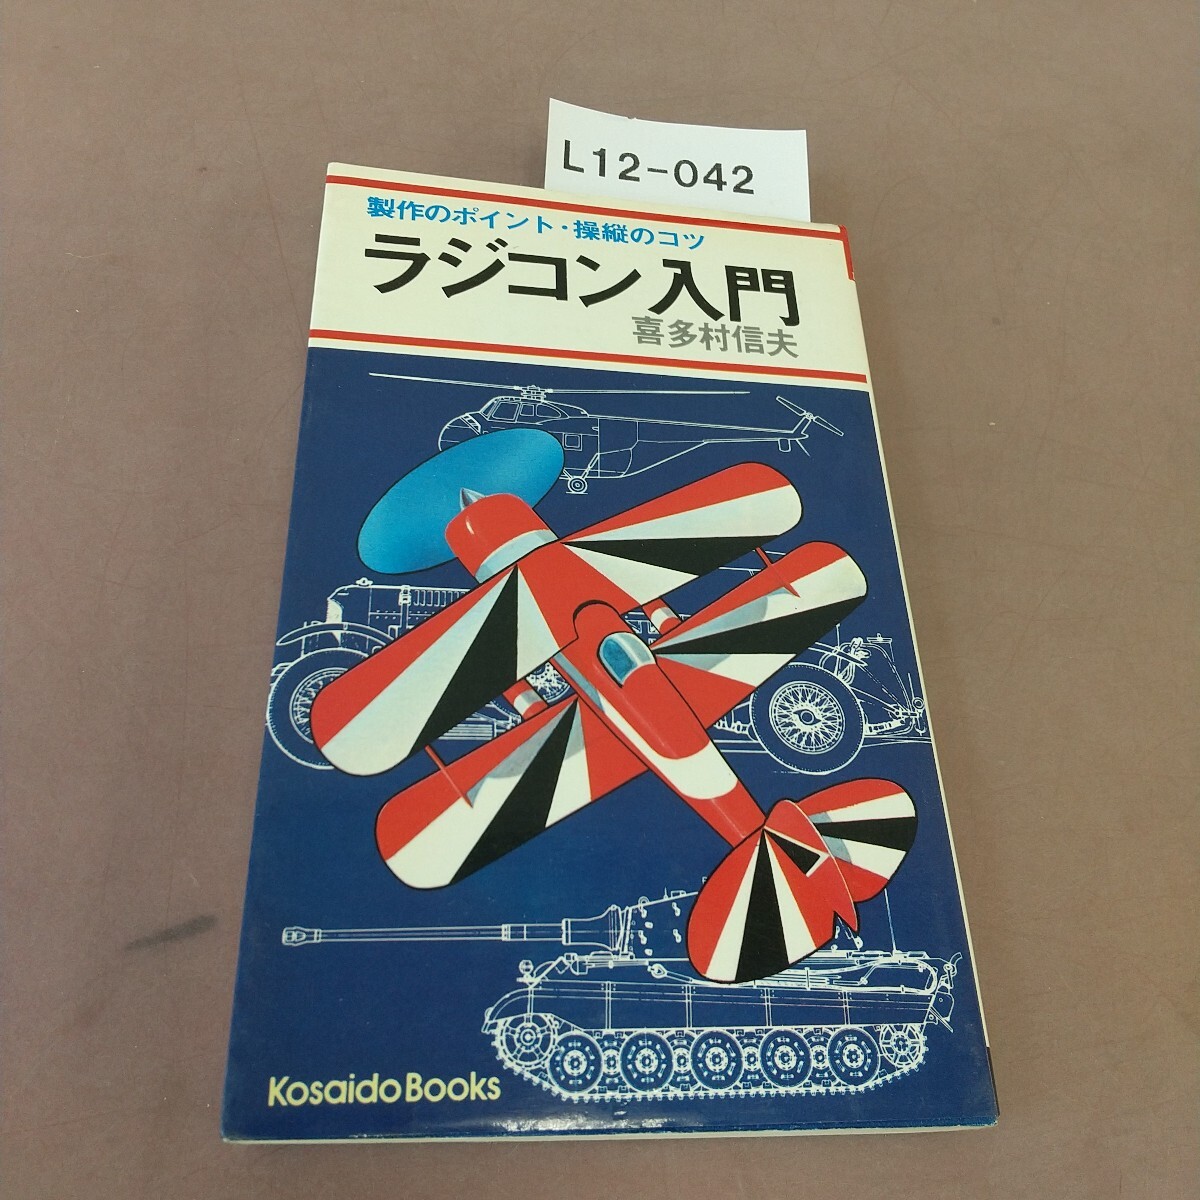 L12-042
製作のポイント・操縦のコツ
ラジコン入門
喜多村信夫
Kosaido Books